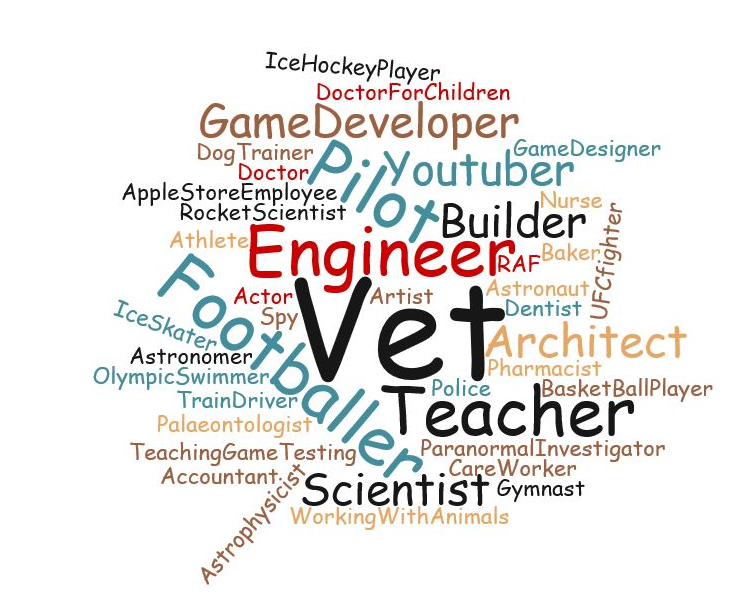 IceHockeyPlayer
DoctorForChildren
GameDeveloper
DogTrainer
GameDesigner
Pilot
Youtuber
Doctor
AppleStoreEmployee
Nurse
RocketScientist
Builder
UFCfighter
Athlete
Engineer
Baker
RAF
Footballer
Actor
Vet
Artist
Astronaut
Spy
Dentist
IceSkater
Architect
Astronomer
Pharmacist
OlympicSwimmer
Police
BasketBallPlayer
TrainDriver
Teacher
Palaeontologist
TeachingGameTesting
ParanormalInvestigator
Accountant
CareWorker
Astrophysicist
Scientist
Gymnast
WorkingWithAnimals